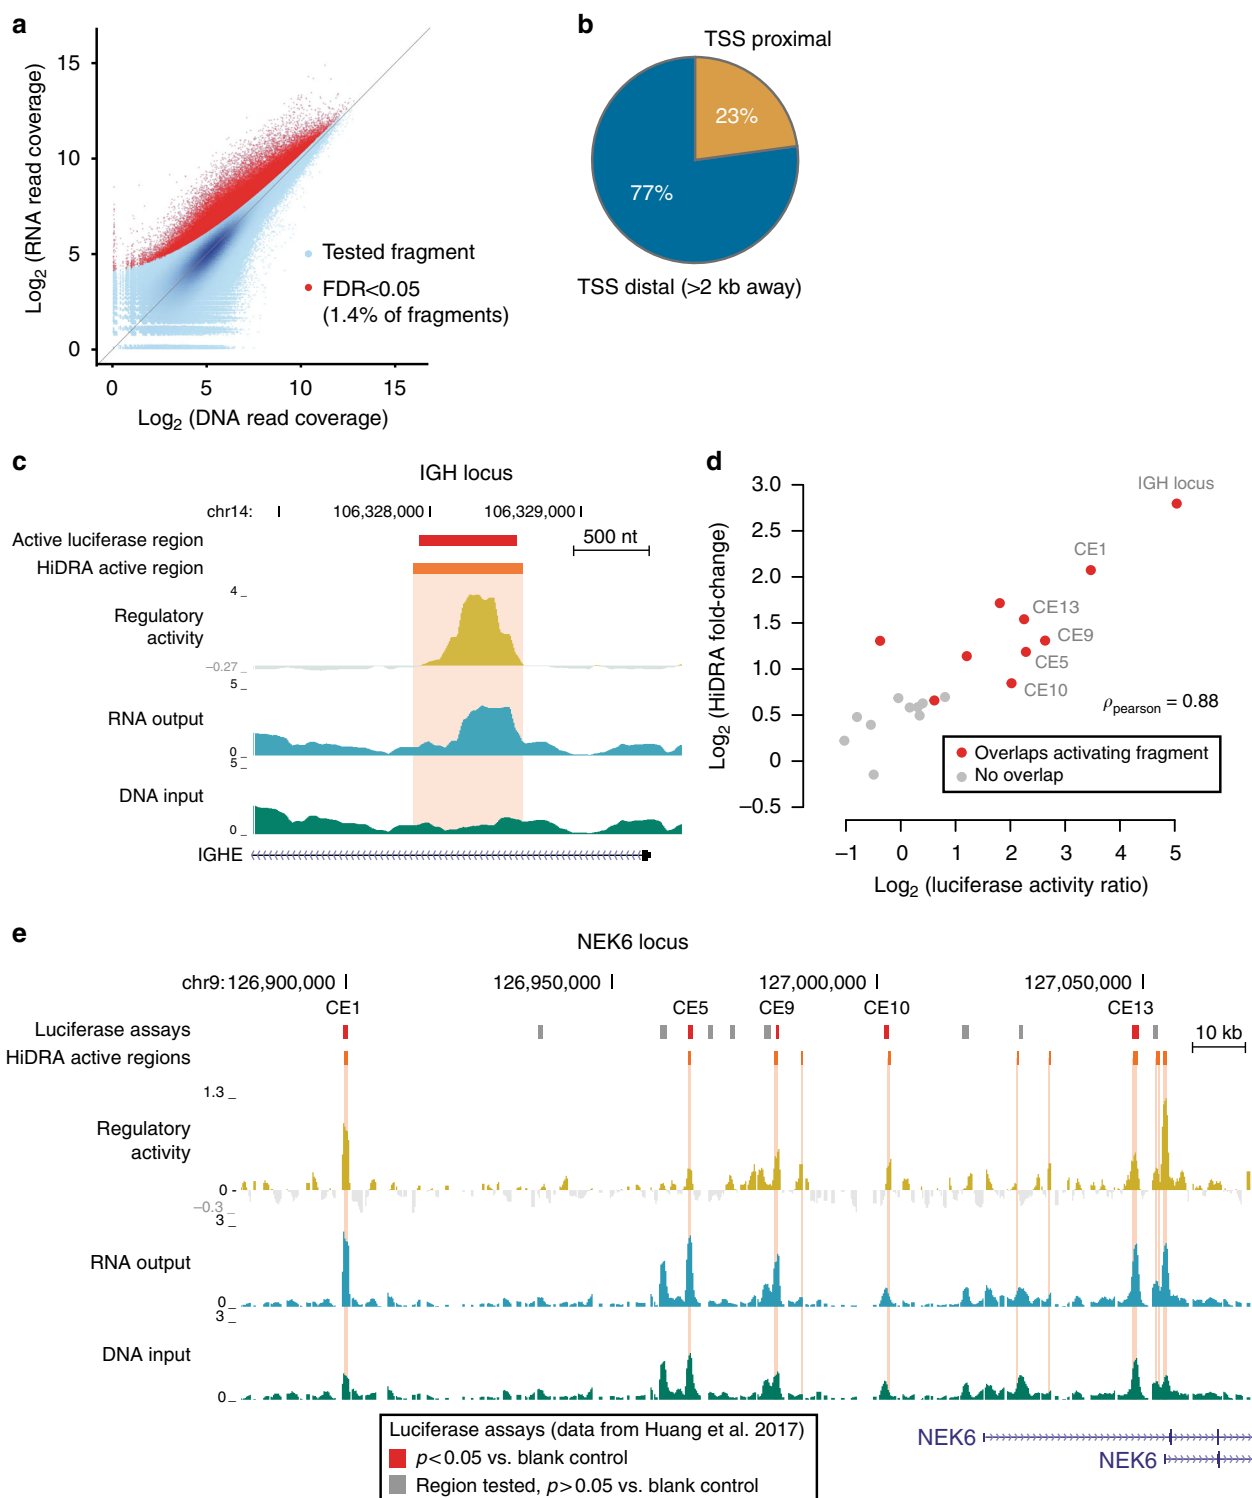 a
15
10
5
0
0
5
10
15
Log2 (RNA read coverage)
Log2 (DNA read coverage)
Tested fragment
FDR<0.05
(1.4% of fragments)
b
TSS proximal
23%
77%
TSS distal (>2 kb away)
c
IGH locus
chr14:
106,328,000
106,329,000
Active luciferase region
500 nt
HiDRA active region
4
Regulatory
activity
−0.27
5
RNA output
0
5
DNA input
0
IGHE
d
3.0
2.5
2.0
1.5
1.0
0.5
0
−0.5
Log2 (HiDRA fold-change)
IGH locus
CE1
CE13
CE9
CE5
CE10
ρpearson = 0.88
Overlaps activating fragment
No overlap
−1
0
1
2
3
4
5
Log2 (luciferase activity ratio)
e
NEK6 locus
chr9: 126,900,000
126,950,000
127,000,000
127,050,000
CE1
CE5
CE9
CE10
CE13
Luciferase assays
10 kb
HiDRA active regions
1.3
Regulatory
activity
0
−0.3
3
RNA output
0
3
DNA input
0
Luciferase assays (data from Huang et al. 2017)
p<0.05 vs. blank control
Region tested, p>0.05 vs. blank control
NEK6
NEK6